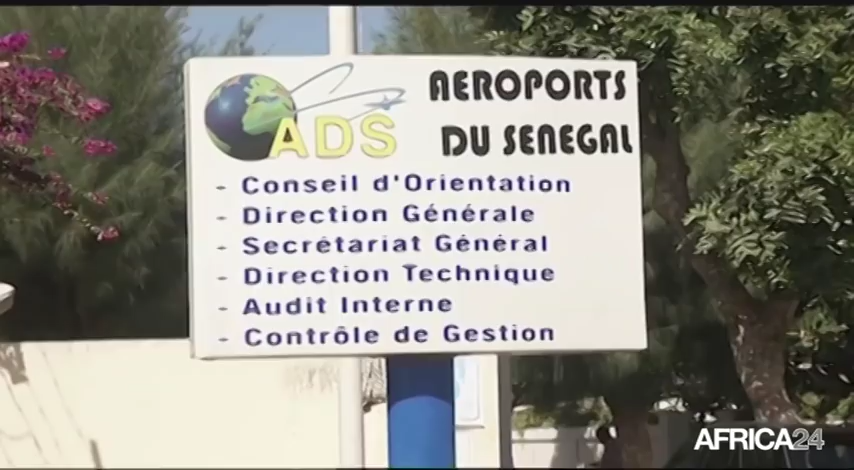 ADS
AEROPORTS
DU SENEGAL
- Conseil d'Orientation
- Direction Générale
- Secrétariat Général
- Direction Technique
- Audit Interne
- Contrôle de Gestion
AFRICA24